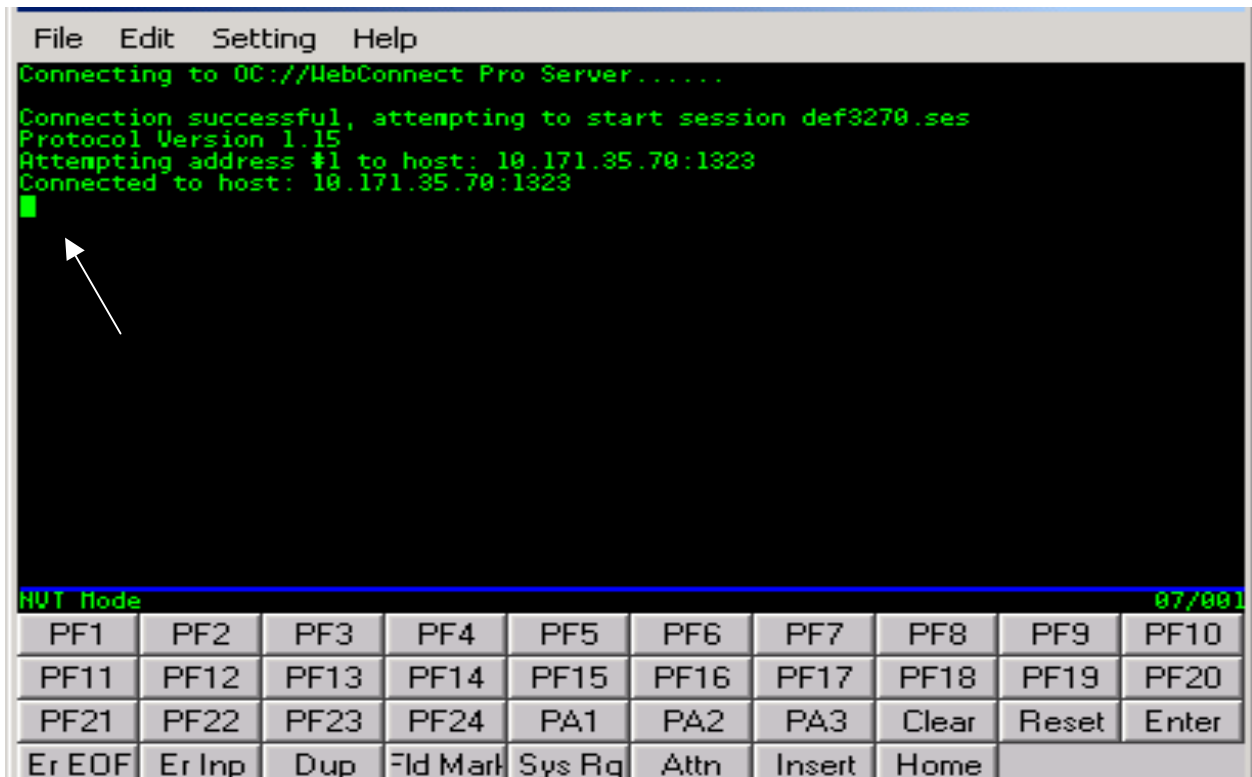 File Edit Setting Help
Connecting to OC://WebConnect Pro Server......
Connection successful, attempting to start session def3270.ses
Protocol Version 1.15
Attempting address #1 to host: 10.171.35.70:1323
Connected to host: 10.171.35.70:1323
NVT Mode 07/001
PF1 PF2 PF3 PF4 PF5 PF6 PF7 PF8 PF9 PF10
PF11 PF12 PF13 PF14 PF15 PF16 PF17 PF18 PF19 PF20
PF21 PF22 PF23 PF24 PA1 PA2 PA3 Clear Reset Enter
Er EOF Er Inp Dup Fld Mark Sys Rq Attn Insert Home